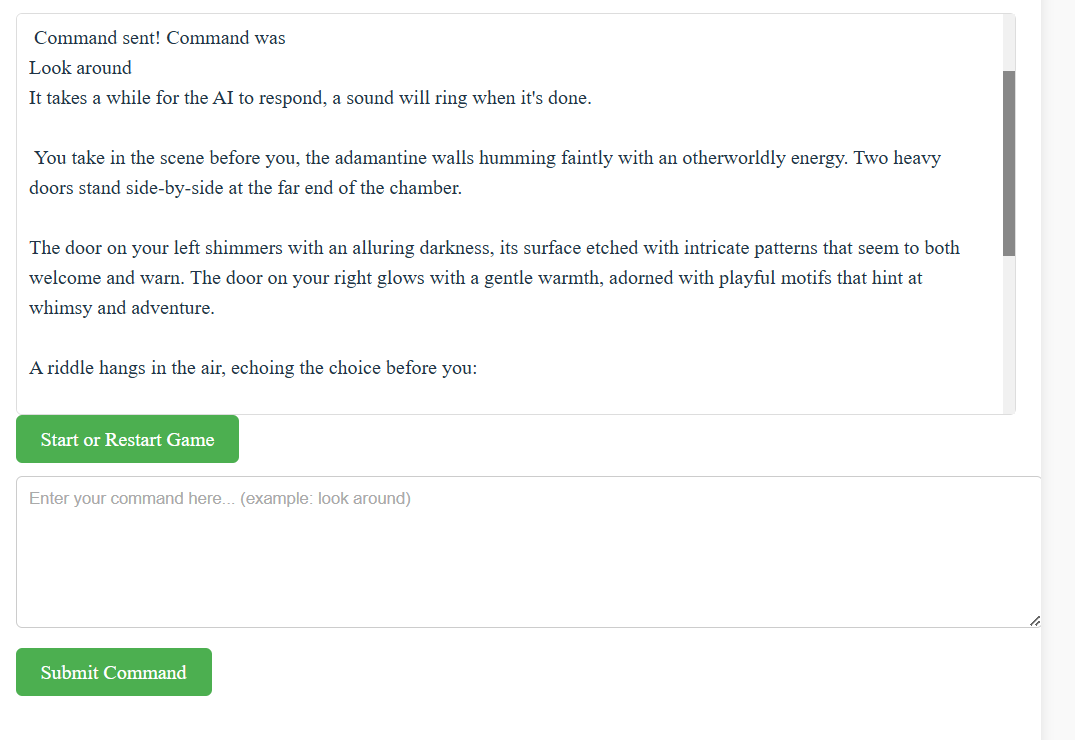 Command sent! Command was
Look around
It takes a while for the AI to respond, a sound will ring when it's done.
You take in the scene before you, the adamantine walls humming faintly with an otherworldly energy. Two heavy
doors stand side-by-side at the far end of the chamber.
The door on your left shimmers with an alluring darkness, its surface etched with intricate patterns that seem to both
welcome and warn. The door on your right glows with a gentle warmth, adorned with playful motifs that hint at
whimsy and adventure.
A riddle hangs in the air, echoing the choice before you:
Start or Restart Game
Enter your command here... (example: look around)
Submit Command